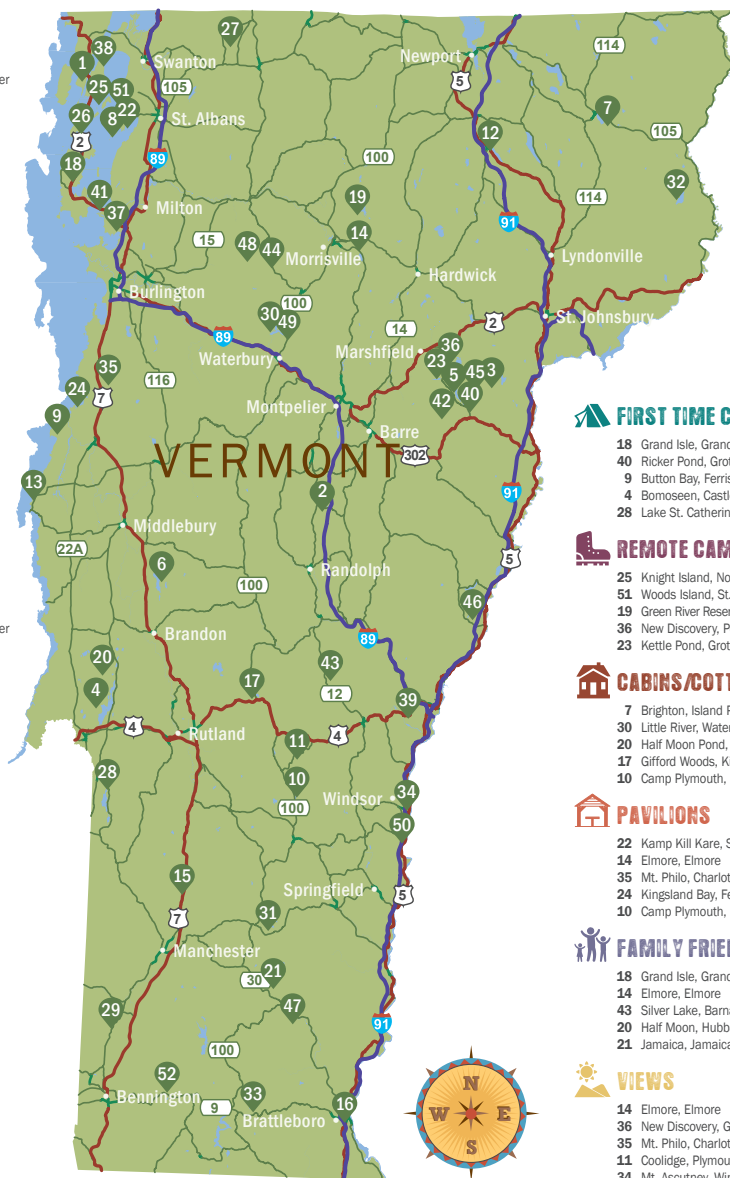 er
er
VERMONT
27
38
Swanton
1
Newport
114
5
25
51
105
7
26
8
22
St. Albans
105
12
2
89
100
18
32
41
19
114
37
Milton
91
15
48
44
14
Morrisville
Lyndonville
Hardwick
Burlington
100
30
49
14
2
St. Johnsbury
89
36
Waterbury
Marshfield
23
35
5
45
3
116
24
7
42
40
Montpelier
9
Barre
302
13
2
91
Middlebury
22A
5
6
Randolph
100
46
Brandon
89
20
43
17
12
4
39
4
Rutland
11
4
28
10
Windsor
34
100
50
15
Springfield
5
31
7
Manchester
21
30
47
29
91
100
52
33
Bennington
9
16
Brattleboro
N
W
E
S
FIRST TIME C
18 Grand Isle, Grand
40 Ricker Pond, Grot
9 Button Bay, Ferris
4 Bomoseen, Castl
28 Lake St. Catherin
REMOTE CAM
25 Knight Island, No
51 Woods Island, St.
19 Green River Reser
36 New Discovery, P
23 Kettle Pond, Grot
CABINS/COTT
7 Brighton, Island P
30 Little River, Water
20 Half Moon Pond,
17 Gifford Woods, Ki
10 Camp Plymouth,
PAVILIONS
22 Kamp Kill Kare, S
14 Elmore, Elmore
35 Mt. Philo, Charlot
24 Kingsland Bay, Fe
10 Camp Plymouth,
FAMILY FRIEN
18 Grand Isle, Grand
14 Elmore, Elmore
43 Silver Lake, Barna
20 Half Moon, Hubb
21 Jamaica, Jamaica
VIEWS
14 Elmore, Elmore
36 New Discovery, G
35 Mt. Philo, Charlot
11 Coolidge, Plymou
34 Mt. Ascutney, Win